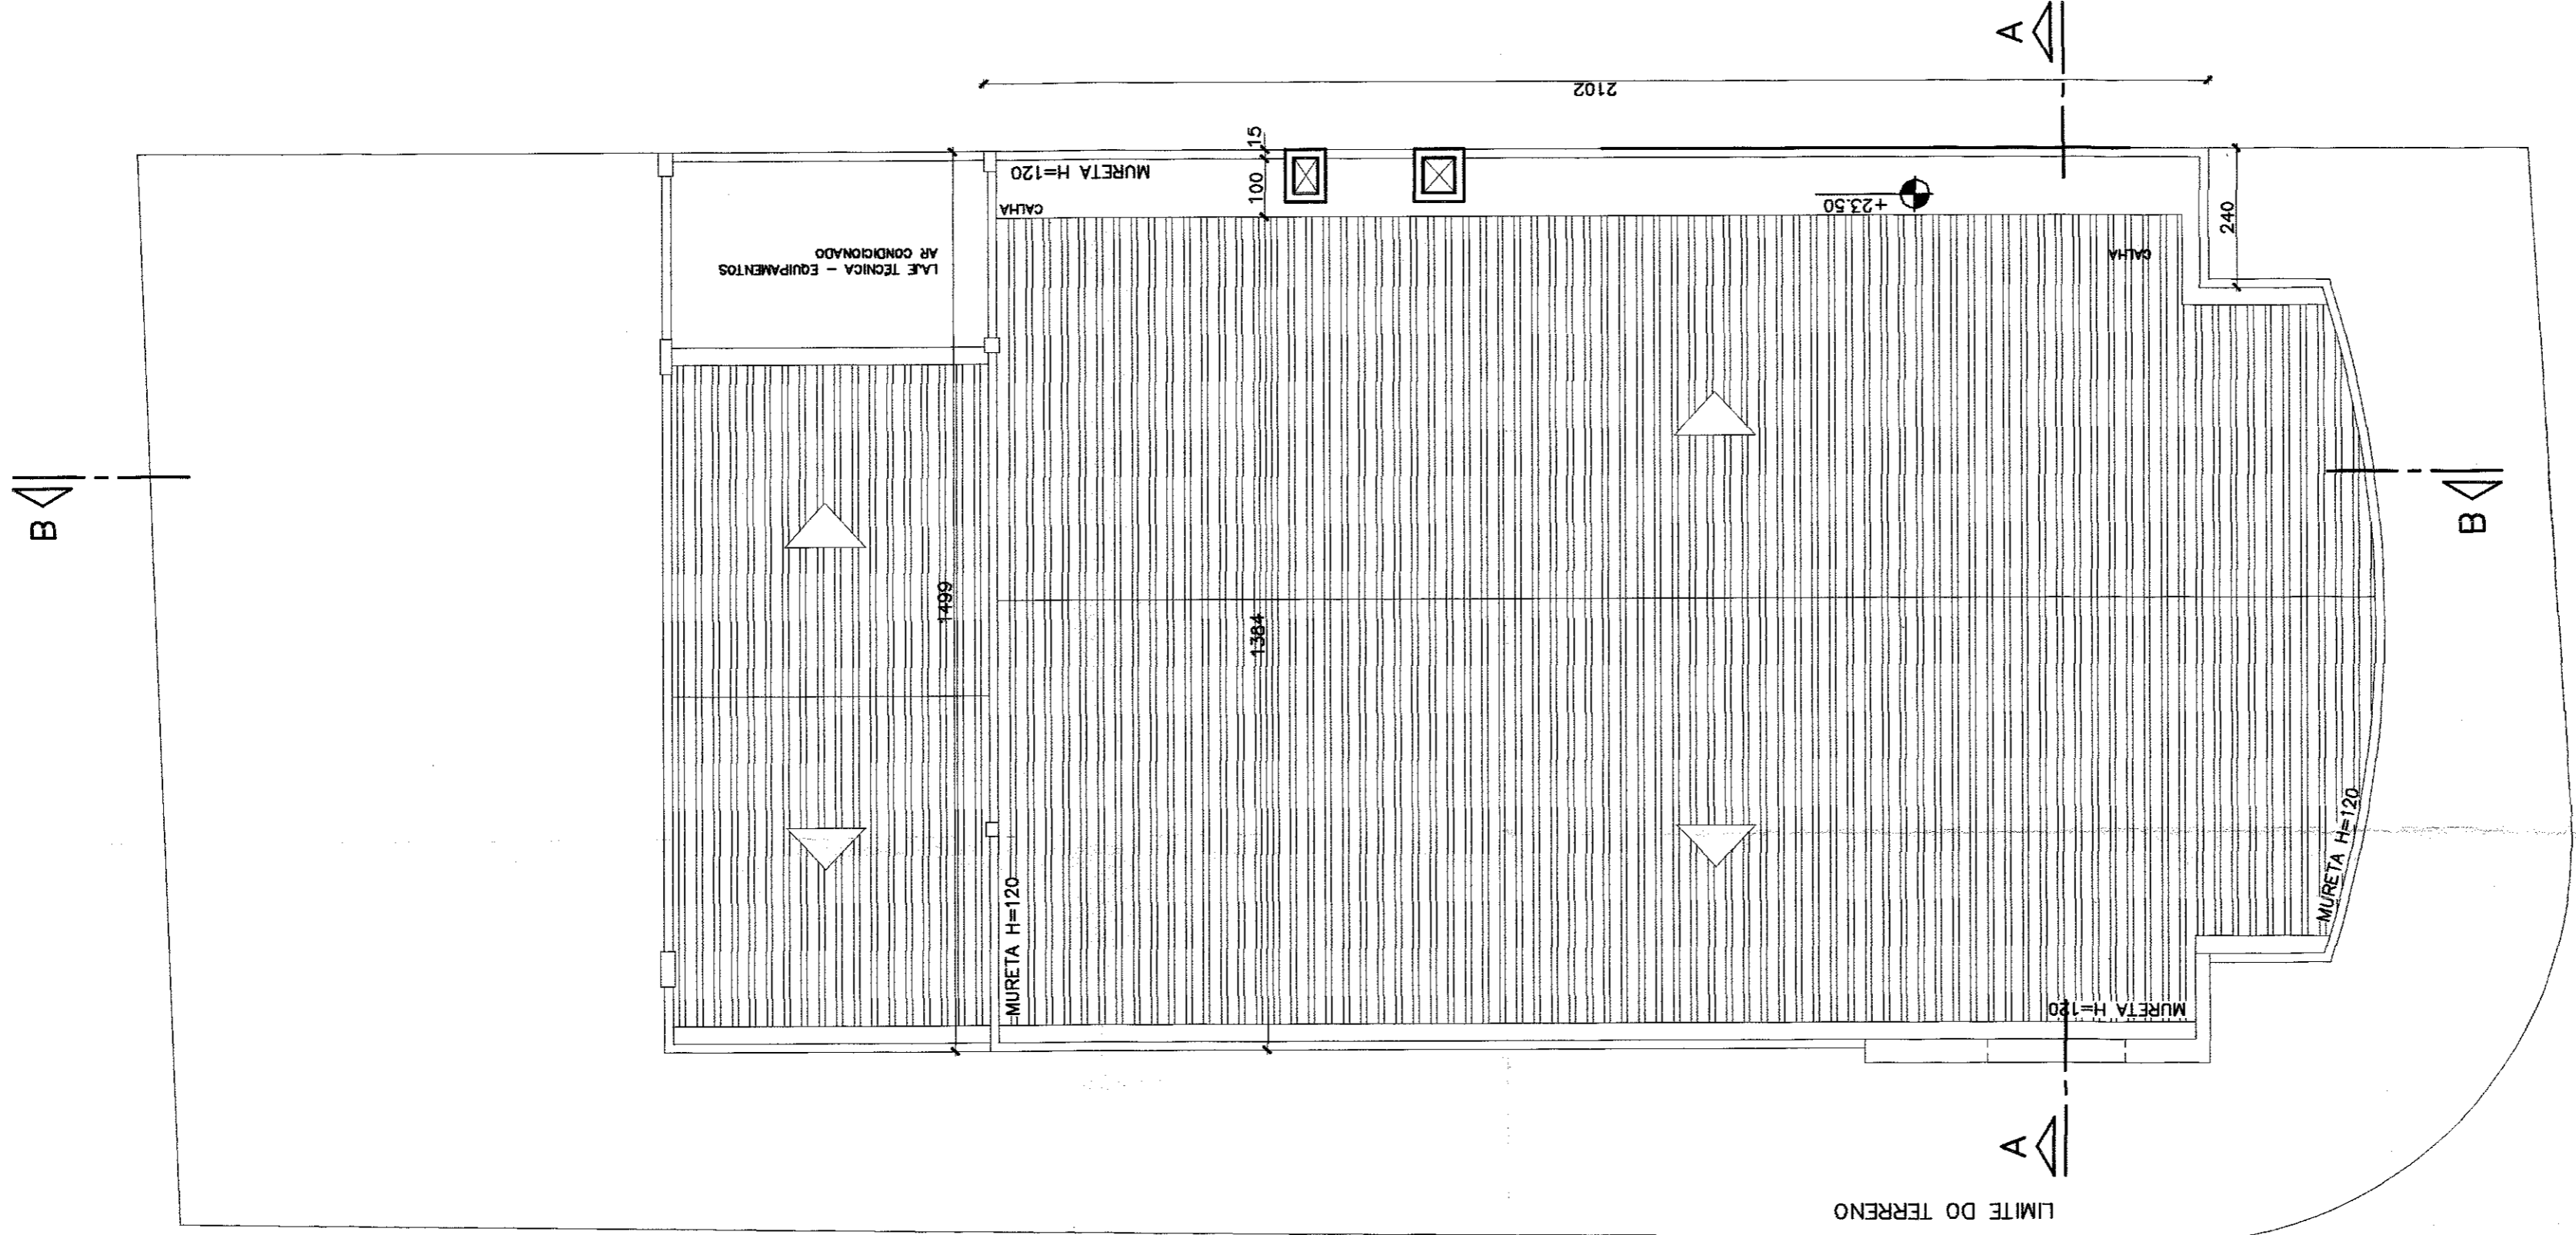 A
2102
15
MURETA H=120
100
CALHA
+23.50
240
LAJE TÉCNICA – EQUIPAMENTOS
AR CONDICIONADO
CALHA
B
B
1499
1384
MURETA H=120
MURETA H=120
MURETA H=120
A
LIMITE DO TERRENO